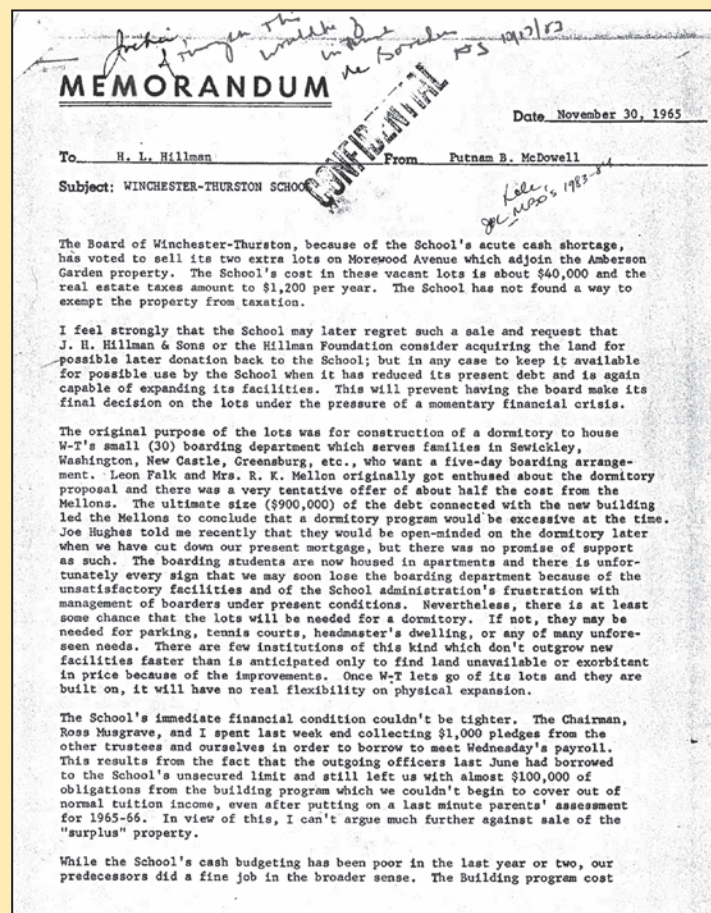 I
would be
MEMORANDUM
CONFIDENTIAL
Date November 30, 1965
To H. L. Hillman From Putnam B. McDowell
Subject: WINCHESTER-THURSTON SCHOOL
MBO's 1983-84
The Board of Winchester-Thurston, because of the School's acute cash shortage,
has voted to sell its two extra lots on Morewood Avenue which adjoin the Amberson
Garden property. The School's cost in these vacant lots is about $40,000 and the
real estate taxes amount to $1,200 per year. The School has not found a way to
exempt the property from taxation.
I feel strongly that the School may later regret such a sale and request that
J. H. Hillman & Sons or the Hillman Foundation consider acquiring the land for
possible later donation back to the School; but in any case to keep it available
for possible use by the School when it has reduced its present debt and is again
capable of expanding its facilities. This will prevent having the board make its
final decision on the lots under the pressure of a momentary financial crisis.
The original purpose of the lots was for construction of a dormitory to house
W-T's small (30) boarding department which serves families in Sewickley,
Washington, New Castle, Greensburg, etc., who want a five-day boarding arrange-
ment. Leon Falk and Mrs. R. K. Mellon originally got enthused about the dormitory
proposal and there was a very tentative offer of about half the cost from the
Mellons. The ultimate size ($900,000) of the debt connected with the new building
led the Mellons to conclude that a dormitory program would be excessive at the time.
Joe Hughes told me recently that they would be open-minded on the dormitory later
when we have cut down our present mortgage, but there was no promise of support
as such. The boarding students are now housed in apartments and there is unfor-
tunately every sign that we may soon lose the boarding department because of the
unsatisfactory facilities and of the School administration's frustration with
management of boarders under present conditions. Nevertheless, there is at least
some chance that the lots will be needed for a dormitory. If not, they may be
needed for parking, tennis courts, headmaster's dwelling, or any of many unfore-
seen needs. There are few institutions of this kind which don't outgrow new
facilities faster than is anticipated only to find land unavailable or exorbitant
in price because of the improvements. Once W-T lets go of its lots and they are
built on, it will have no real flexibility on physical expansion.
The School's immediate financial condition couldn't be tighter. The Chairman,
Ross Musgrave, and I spent last week end collecting $1,000 pledges from the
other trustees and ourselves in order to borrow to meet Wednesday's payroll.
This results from the fact that the outgoing officers last June had borrowed
to the School's unsecured limit and still left us with almost $100,000 of
obligations from the building program which we couldn't begin to cover out of
normal tuition income, even after putting on a last minute parents' assessment
for 1965-66. In view of this, I can't argue much further against sale of the
"surplus" property.
While the School's cash budgeting has been poor in the last year or two, our
predecessors did a fine job in the broader sense. The Building program cost